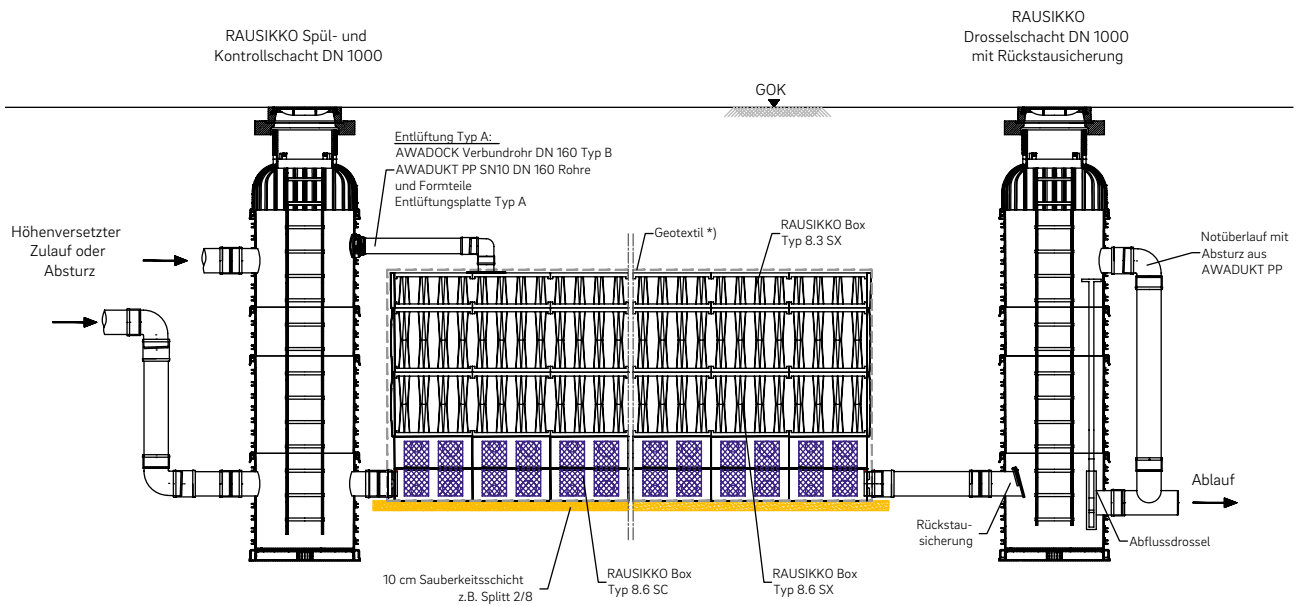 RAUSIKKO Spül- und
Kontrollschacht DN 1000
RAUSIKKO
Drosselschacht DN 1000
mit Rückstausicherung
GOK
Entlüftung Typ A:
AWADOCK Verbundrohr DN 160 Typ B
AWADUKT PP SN10 DN 160 Rohre
und Formteile
Entlüftungsplatte Typ A
Höhenversetzter
Zulauf oder
Absturz
Geotextil *)
RAUSIKKO Box
Typ 8.3 SX
Notüberlauf mit
Absturz aus
AWADUKT PP
Ablauf
Rückstau-
sicherung
Abflussdrossel
10 cm Sauberkeitsschicht
z.B. Splitt 2/8
RAUSIKKO Box
Typ 8.6 SC
RAUSIKKO Box
Typ 8.6 SX